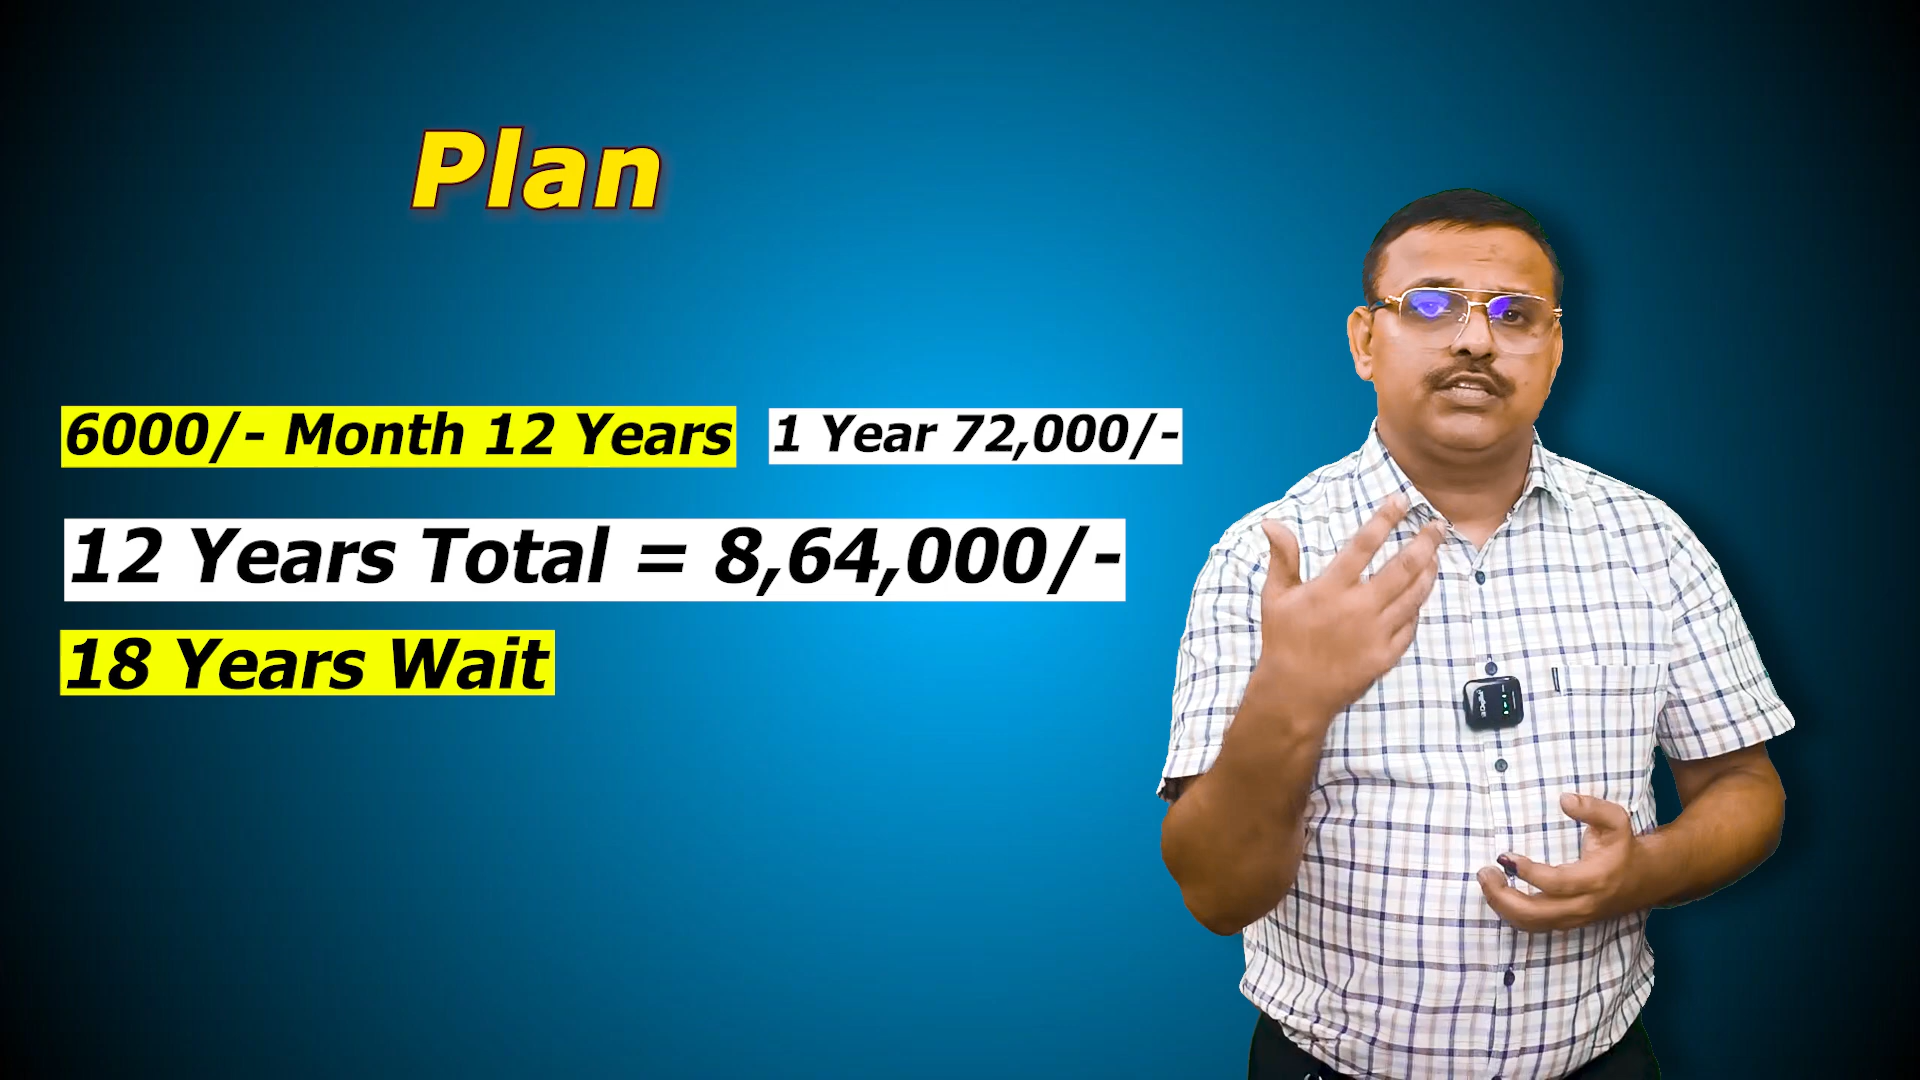 Plan
6000/- Month 12 Years
1 Year 72,000/-
12 Years Total = 8,64,000/-
18 Years Wait